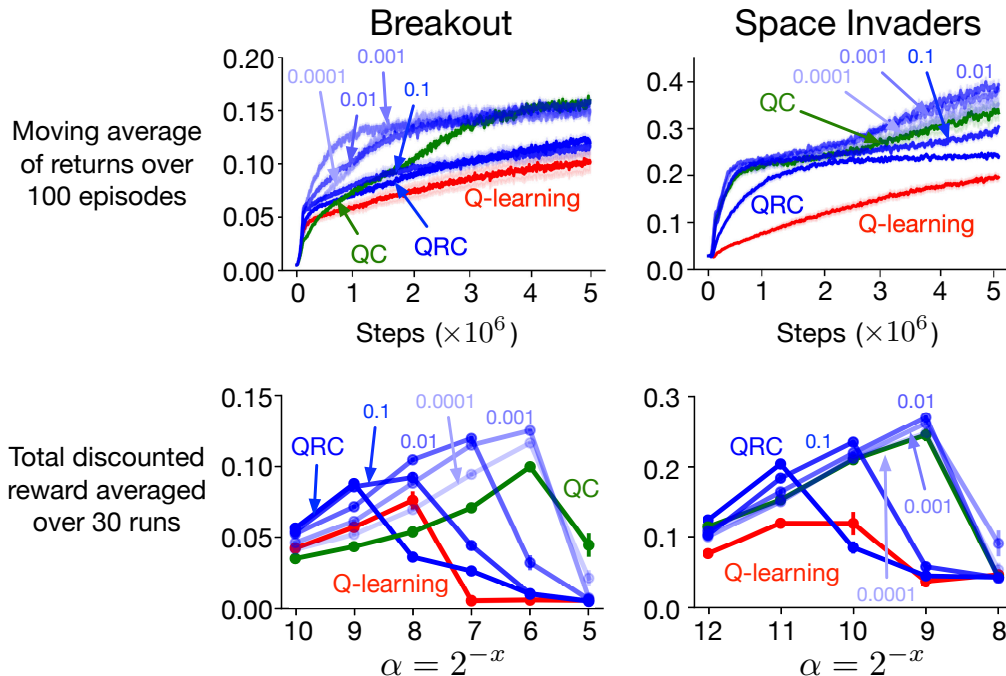 Breakout
Space Invaders
Moving average
of returns over
100 episodes
0.20
0.15
0.10
0.05
0.00
0.0001
0.001
0.01
0.1
QC
QRC
Q-learning
0 1 2 3 4 5
Steps (×10⁶)
0.4
0.3
0.2
0.1
0.0
0.001
0.0001
0.1
0.01
QC
QRC
Q-learning
0 1 2 3 4 5
Steps (×10⁶)
Total discounted
reward averaged
over 30 runs
0.15
0.10
0.05
0.00
QRC
0.1
0.01
0.0001
0.001
QC
Q-learning
10 9 8 7 6 5
α = 2⁻ˣ
0.3
0.2
0.1
0.0
QRC
0.1
0.01
0.001
0.0001
Q-learning
12 11 10 9 8
α = 2⁻ˣ